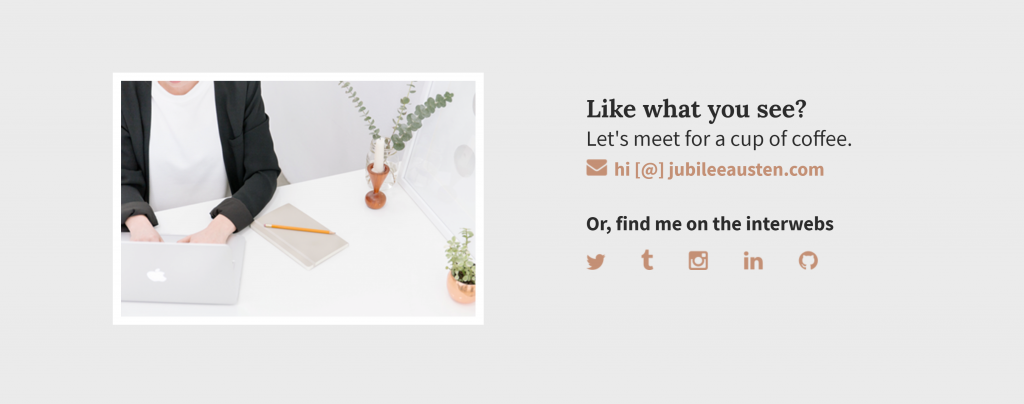 Like what you see?
Let's meet for a cup of coffee.
hi [@] jubileeausten.com
Or, find me on the interwebs